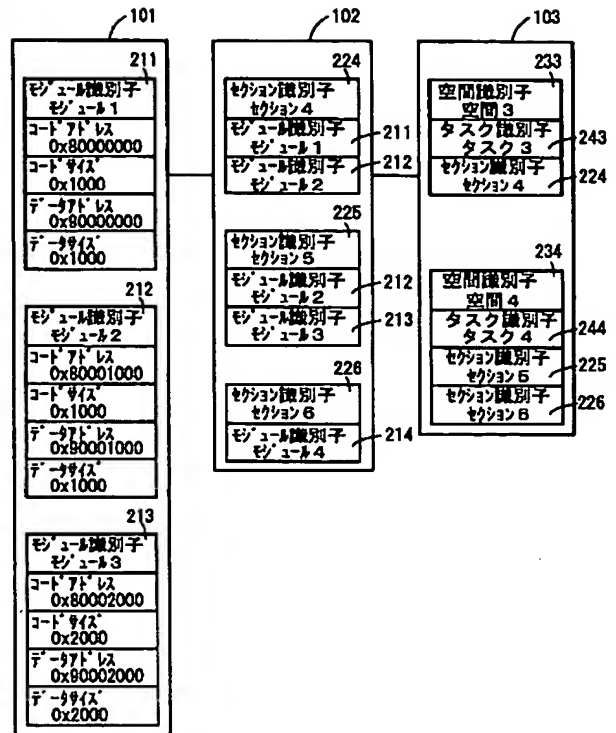 101
211
ﾓｼﾞｭｰﾙ識別子
ﾓｼﾞｭｰﾙ1
ｺｰﾄﾞｱﾄﾞﾚｽ
0x80000000
ｺｰﾄﾞｻｲｽﾞ
0x1000
ﾃﾞｰﾀｱﾄﾞﾚｽ
0x90000000
ﾃﾞｰﾀｻｲｽﾞ
0x1000
212
ﾓｼﾞｭｰﾙ識別子
ﾓｼﾞｭｰﾙ2
ｺｰﾄﾞｱﾄﾞﾚｽ
0x80001000
ｺｰﾄﾞｻｲｽﾞ
0x1000
ﾃﾞｰﾀｱﾄﾞﾚｽ
0x90001000
ﾃﾞｰﾀｻｲｽﾞ
0x1000
213
ﾓｼﾞｭｰﾙ識別子
ﾓｼﾞｭｰﾙ3
ｺｰﾄﾞｱﾄﾞﾚｽ
0x80002000
ｺｰﾄﾞｻｲｽﾞ
0x2000
ﾃﾞｰﾀｱﾄﾞﾚｽ
0x90002000
ﾃﾞｰﾀｻｲｽﾞ
0x2000
102
224
ｾｸｼｮﾝ識別子
ｾｸｼｮﾝ4
ﾓｼﾞｭｰﾙ識別子
ﾓｼﾞｭｰﾙ1
211
ﾓｼﾞｭｰﾙ識別子
ﾓｼﾞｭｰﾙ2
212
225
ｾｸｼｮﾝ識別子
ｾｸｼｮﾝ5
ﾓｼﾞｭｰﾙ識別子
ﾓｼﾞｭｰﾙ2
212
ﾓｼﾞｭｰﾙ識別子
ﾓｼﾞｭｰﾙ3
213
226
ｾｸｼｮﾝ識別子
ｾｸｼｮﾝ6
ﾓｼﾞｭｰﾙ識別子
ﾓｼﾞｭｰﾙ4
214
103
233
空間識別子
空間3
タスク識別子
タスク3
243
ｾｸｼｮﾝ識別子
ｾｸｼｮﾝ4
224
234
空間識別子
空間4
タスク識別子
タスク4
244
ｾｸｼｮﾝ識別子
ｾｸｼｮﾝ5
225
ｾｸｼｮﾝ識別子
ｾｸｼｮﾝ6
226